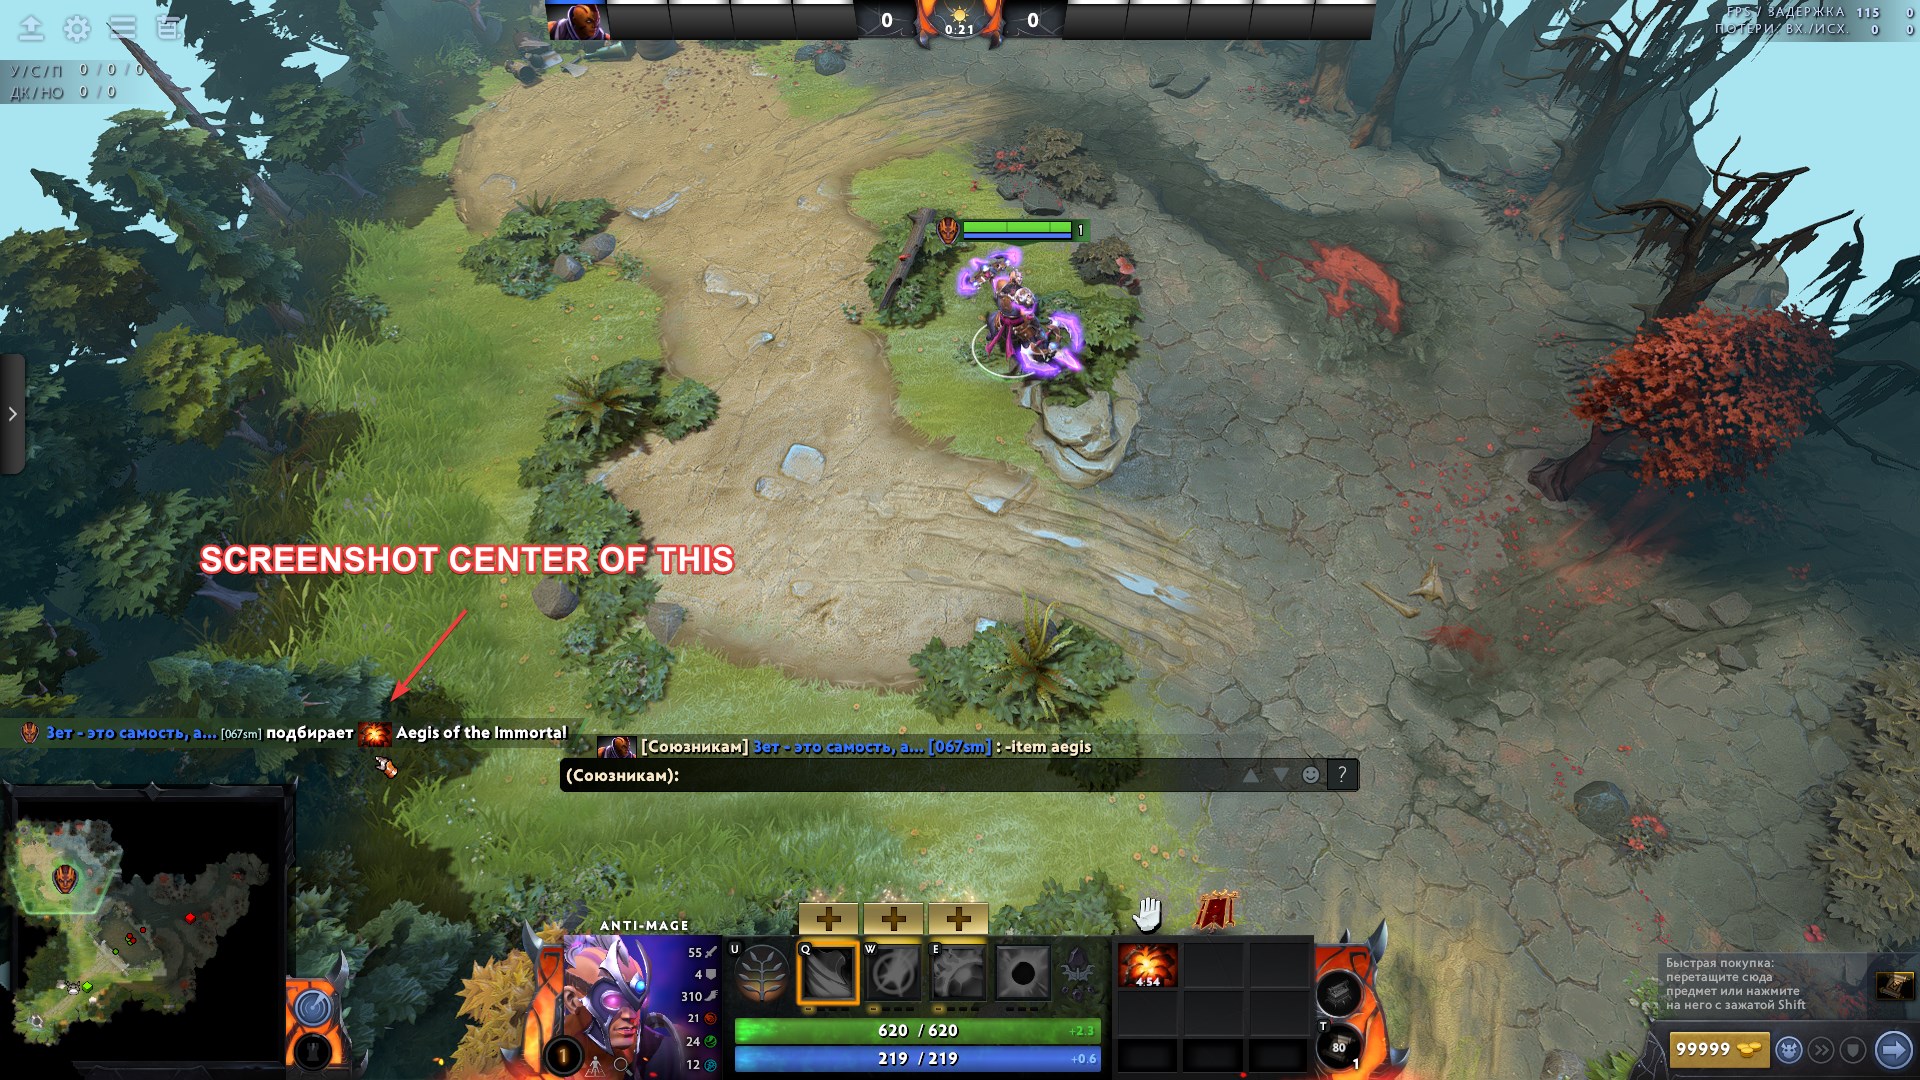 0 0:21 0
FPS / ЗАДЕРЖКА 115 0
ПОТЕРИ: ВХ./ИСХ. 0 0
У/С/П 0 / 0 / 0
ДК/НО 0 / 0
1
SCREENSHOT CENTER OF THIS
Зет - это самость, а... [067sm] подбирает Aegis of the Immortal
[Союзникам] Зет - это самость, а... [067sm] : -item aegis
(Союзникам): ?
ANTI-MAGE
55
4
310
21
24
12
1
U Q W E
620 / 620 +2.3
219 / 219 +0.6
4:54
T
80
1
Быстрая покупка:
перетащите сюда
предмет или нажмите
на него с зажатой Shift
99999